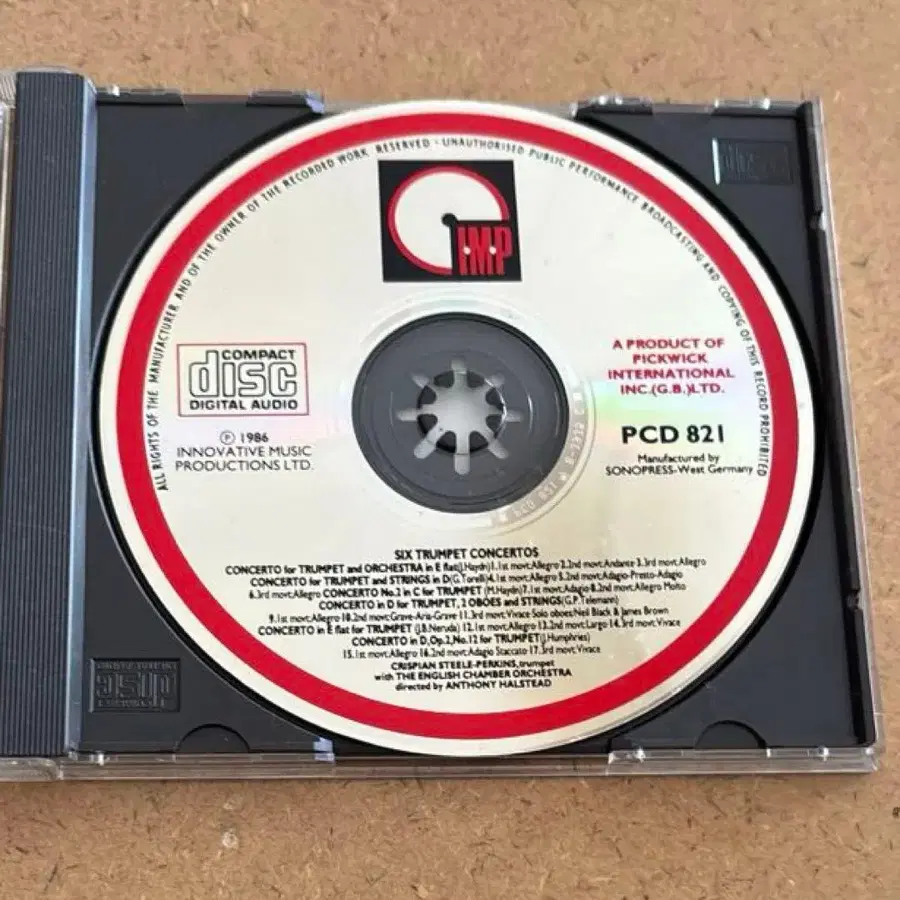 ALL RIGHTS OF THE MANUFACTURER AND OF THE OWNER OF THE RECORDED WORK RESERVED · UNAUTHORISED PUBLIC PERFORMANCE BROADCASTING AND COPYING OF THIS RECORD PROHIBITED
IMP
COMPACT
disc
DIGITAL AUDIO
Ⓟ 1986
INNOVATIVE MUSIC
PRODUCTIONS LTD.
A PRODUCT OF
PICKWICK
INTERNATIONAL
INC.(G.B.)LTD.
PCD 821
Manufactured by
SONOPRESS-West Germany
SIX TRUMPET CONCERTOS
CONCERTO for TRUMPET and ORCHESTRA in E flat(J.Haydn)1.1st movt:Allegro 2.2nd movt:Andante 3.3rd movt:Allegro
CONCERTO for TRUMPET and STRINGS in D(G.Torelli)4.1st movt:Allegro 5.2nd movt:Adagio-Presto-Adagio
6.3rd movt:Allegro CONCERTO No.2 in C for TRUMPET (M.Haydn)7.1st movt:Adagio-8.2nd movt:Allegro Molto
CONCERTO in D for TRUMPET, 2 OBOES and STRINGS(G.P.Telemann)
9.1st movt:Allegro 10.2nd movt:Grave-Aria-Grave 11.3rd movt:Vivace Solo oboes:Neil Black & James Brown
CONCERTO in E flat for TRUMPET (J.B.Neruda) 12.1st movt:Allegro 13.2nd movt:Largo-14.3rd movt:Vivace
CONCERTO in D,Op.2,No.12 for TRUMPET(J.Humphries)
15.1st movt:Allegro 16.2nd movt:Adagio Staccato-17.3rd movt:Vivace
CRISPIAN STEELE-PERKINS,trumpet
with THE ENGLISH CHAMBER ORCHESTRA
directed by ANTHONY HALSTEAD
disc